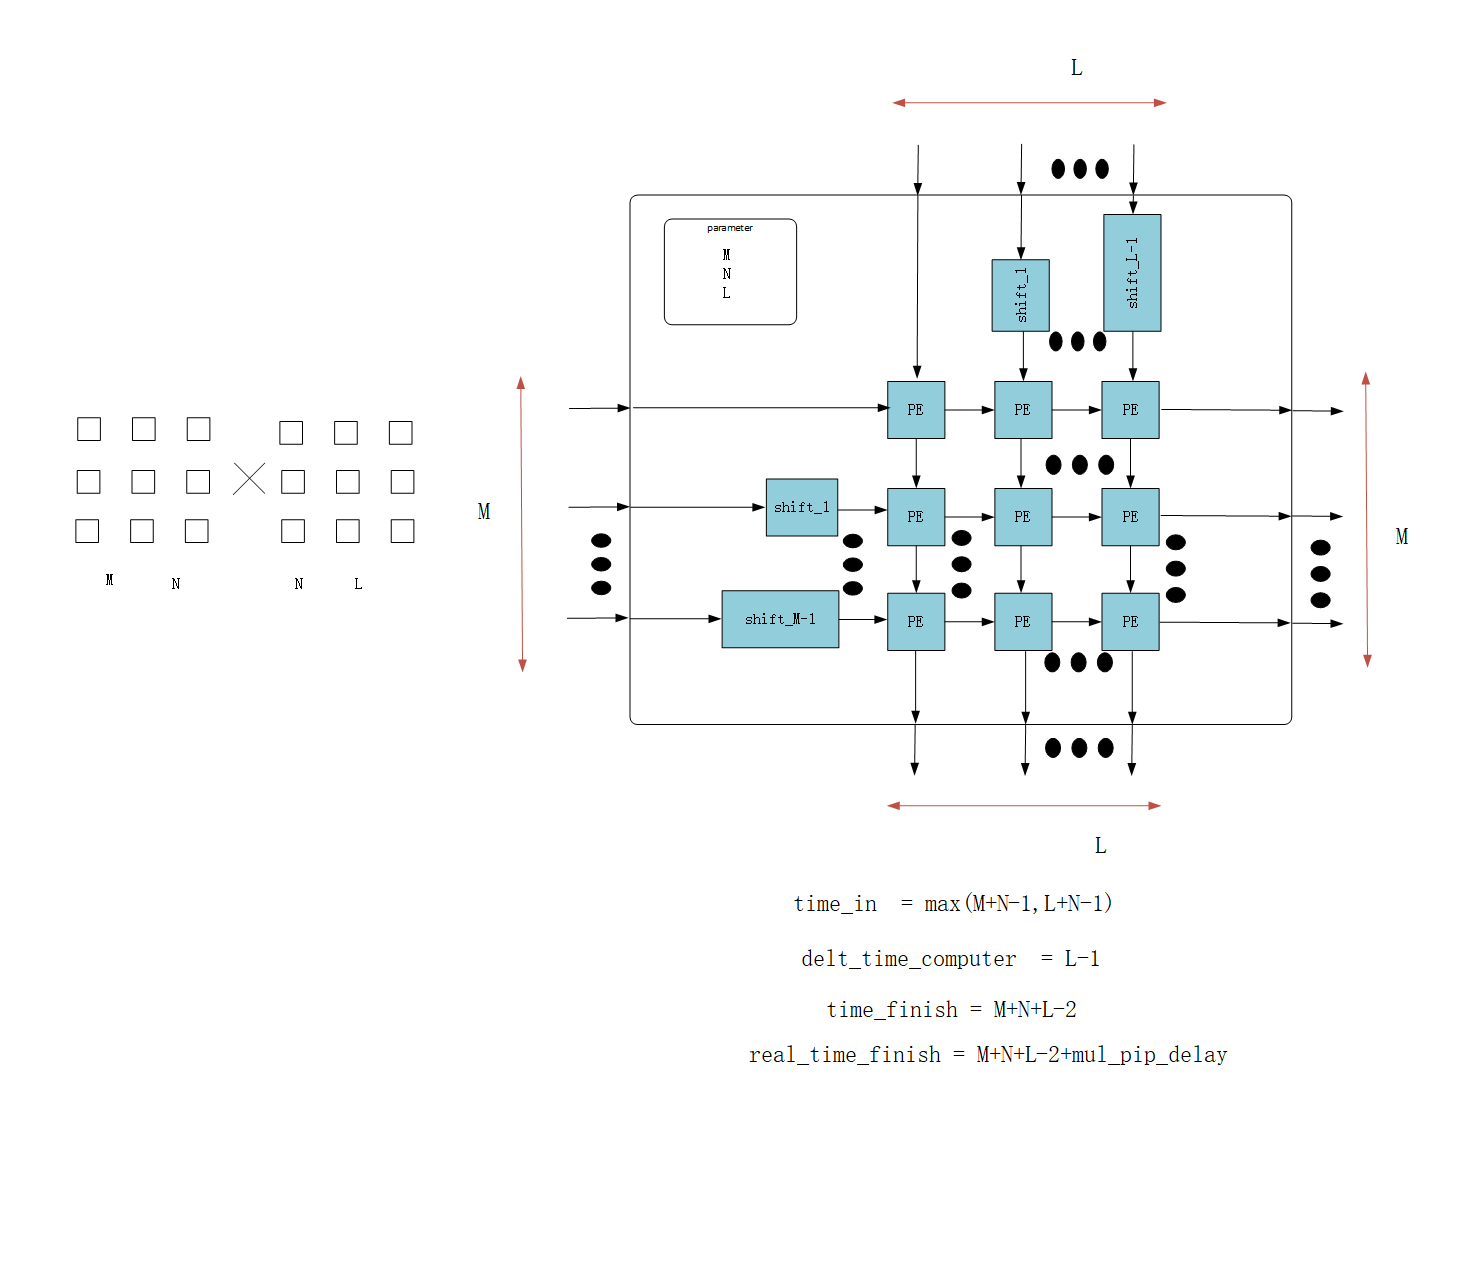 L
parameter
M
N
L
shift_1
shift_L-1
PE
PE
PE
M
shift_1
PE
PE
PE
M
shift_M-1
PE
PE
PE
M
N
N
L
L
time_in = max(M+N-1,L+N-1)
delt_time_computer = L-1
time_finish = M+N+L-2
real_time_finish = M+N+L-2+mul_pip_delay